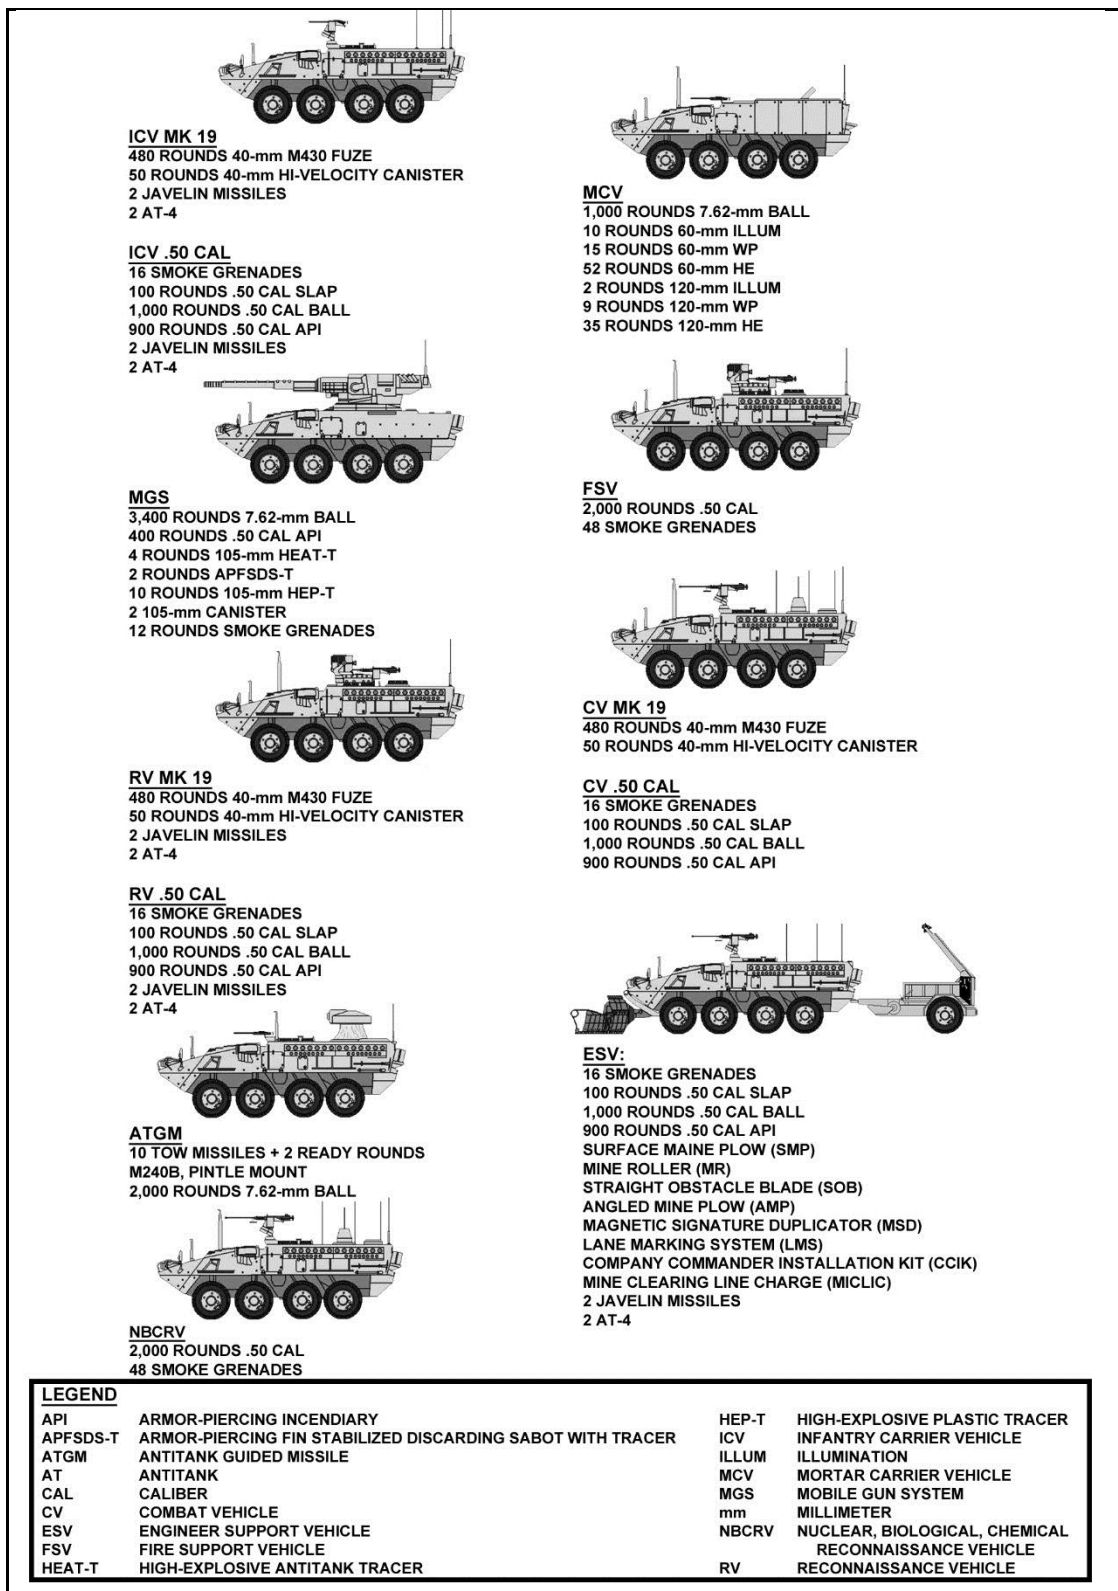 ICV MK 19
480 ROUNDS 40-mm M430 FUZE
50 ROUNDS 40-mm HI-VELOCITY CANISTER
2 JAVELIN MISSILES
2 AT-4
ICV .50 CAL
16 SMOKE GRENADES
100 ROUNDS .50 CAL SLAP
1,000 ROUNDS .50 CAL BALL
900 ROUNDS .50 CAL API
2 JAVELIN MISSILES
2 AT-4
MGS
3,400 ROUNDS 7.62-mm BALL
400 ROUNDS .50 CAL API
4 ROUNDS 105-mm HEAT-T
2 ROUNDS APFSDS-T
10 ROUNDS 105-mm HEP-T
2 105-mm CANISTER
12 ROUNDS SMOKE GRENADES
RV MK 19
480 ROUNDS 40-mm M430 FUZE
50 ROUNDS 40-mm HI-VELOCITY CANISTER
2 JAVELIN MISSILES
2 AT-4
RV .50 CAL
16 SMOKE GRENADES
100 ROUNDS .50 CAL SLAP
1,000 ROUNDS .50 CAL BALL
900 ROUNDS .50 CAL API
2 JAVELIN MISSILES
2 AT-4
ATGM
10 TOW MISSILES + 2 READY ROUNDS
M240B, PINTLE MOUNT
2,000 ROUNDS 7.62-mm BALL
NBCRV
2,000 ROUNDS .50 CAL
48 SMOKE GRENADES
MCV
1,000 ROUNDS 7.62-mm BALL
10 ROUNDS 60-mm ILLUM
15 ROUNDS 60-mm WP
52 ROUNDS 60-mm HE
2 ROUNDS 120-mm ILLUM
9 ROUNDS 120-mm WP
35 ROUNDS 120-mm HE
FSV
2,000 ROUNDS .50 CAL
48 SMOKE GRENADES
CV MK 19
480 ROUNDS 40-mm M430 FUZE
50 ROUNDS 40-mm HI-VELOCITY CANISTER
CV .50 CAL
16 SMOKE GRENADES
100 ROUNDS .50 CAL SLAP
1,000 ROUNDS .50 CAL BALL
900 ROUNDS .50 CAL API
ESV:
16 SMOKE GRENADES
100 ROUNDS .50 CAL SLAP
1,000 ROUNDS .50 CAL BALL
900 ROUNDS .50 CAL API
SURFACE MAINE PLOW (SMP)
MINE ROLLER (MR)
STRAIGHT OBSTACLE BLADE (SOB)
ANGLED MINE PLOW (AMP)
MAGNETIC SIGNATURE DUPLICATOR (MSD)
LANE MARKING SYSTEM (LMS)
COMPANY COMMANDER INSTALLATION KIT (CCIK)
MINE CLEARING LINE CHARGE (MICLIC)
2 JAVELIN MISSILES
2 AT-4
LEGEND
API ARMOR-PIERCING INCENDIARY
APFSDS-T ARMOR-PIERCING FIN STABILIZED DISCARDING SABOT WITH TRACER
ATGM ANTITANK GUIDED MISSILE
AT ANTITANK
CAL CALIBER
CV COMBAT VEHICLE
ESV ENGINEER SUPPORT VEHICLE
FSV FIRE SUPPORT VEHICLE
HEAT-T HIGH-EXPLOSIVE ANTITANK TRACER
HEP-T HIGH-EXPLOSIVE PLASTIC TRACER
ICV INFANTRY CARRIER VEHICLE
ILLUM ILLUMINATION
MCV MORTAR CARRIER VEHICLE
MGS MOBILE GUN SYSTEM
mm MILLIMETER
NBCRV NUCLEAR, BIOLOGICAL, CHEMICAL
RECONNAISSANCE VEHICLE
RV RECONNAISSANCE VEHICLE